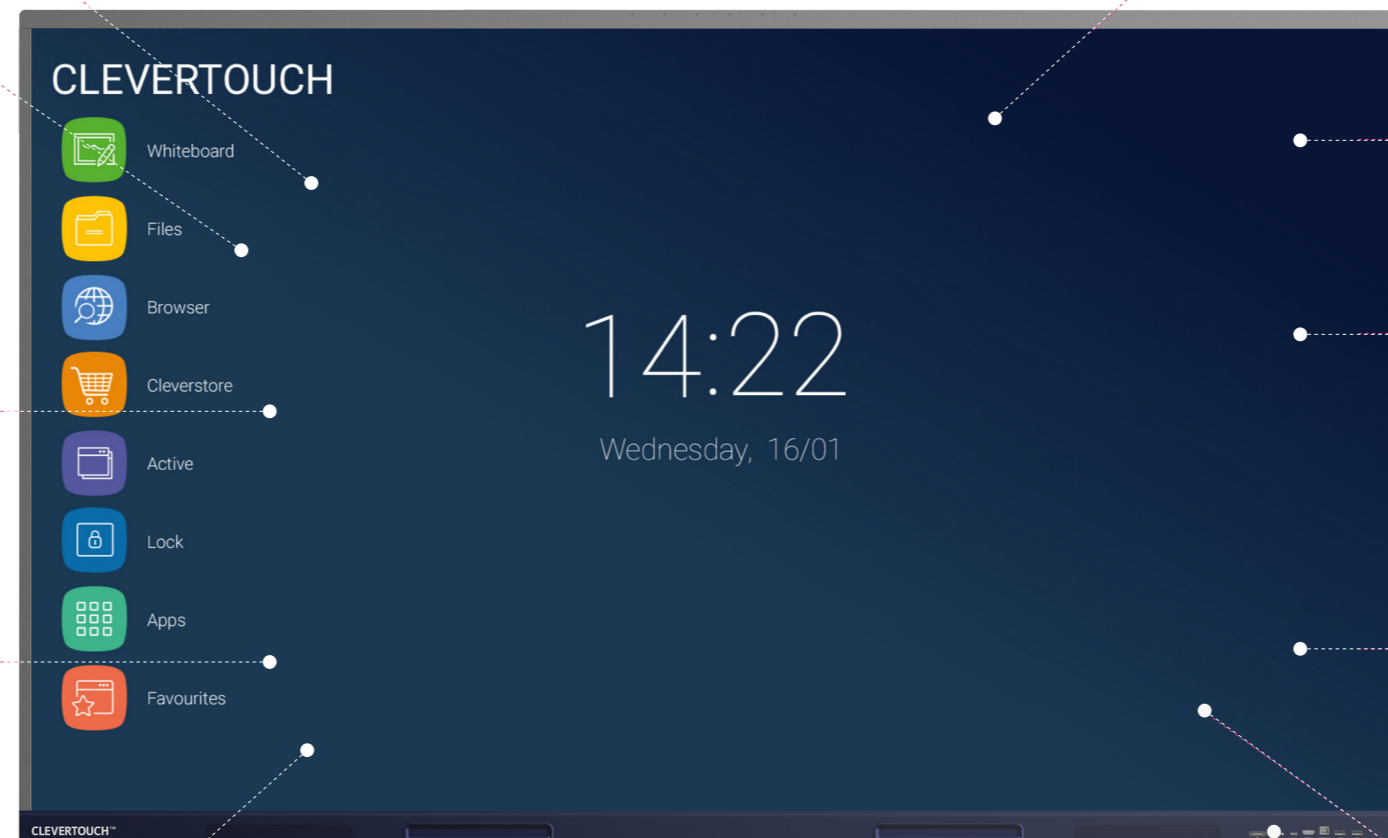 CLEVERTOUCH
Whiteboard
Files
Browser
Cleverstore
Active
Lock
Apps
Favourites
14:22
Wednesday, 16/01
CLEVERTOUCH™